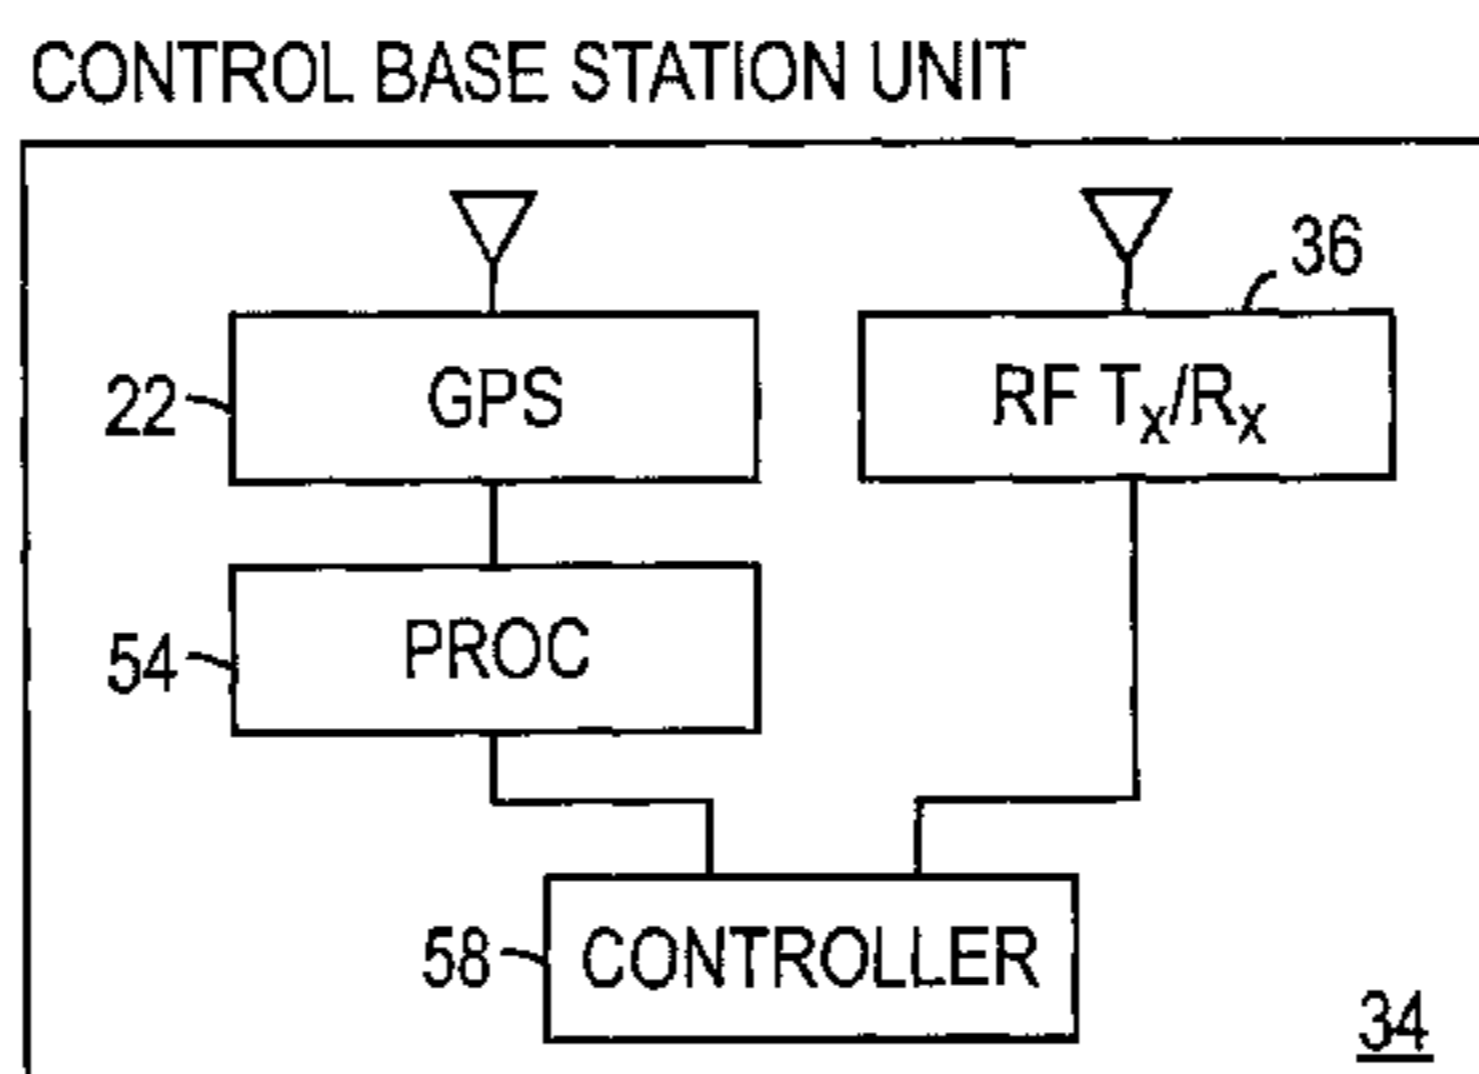 CONTROL BASE STATION UNIT
36
GPS
RF Tx/Rx
22
PROC
54
CONTROLLER
58
34